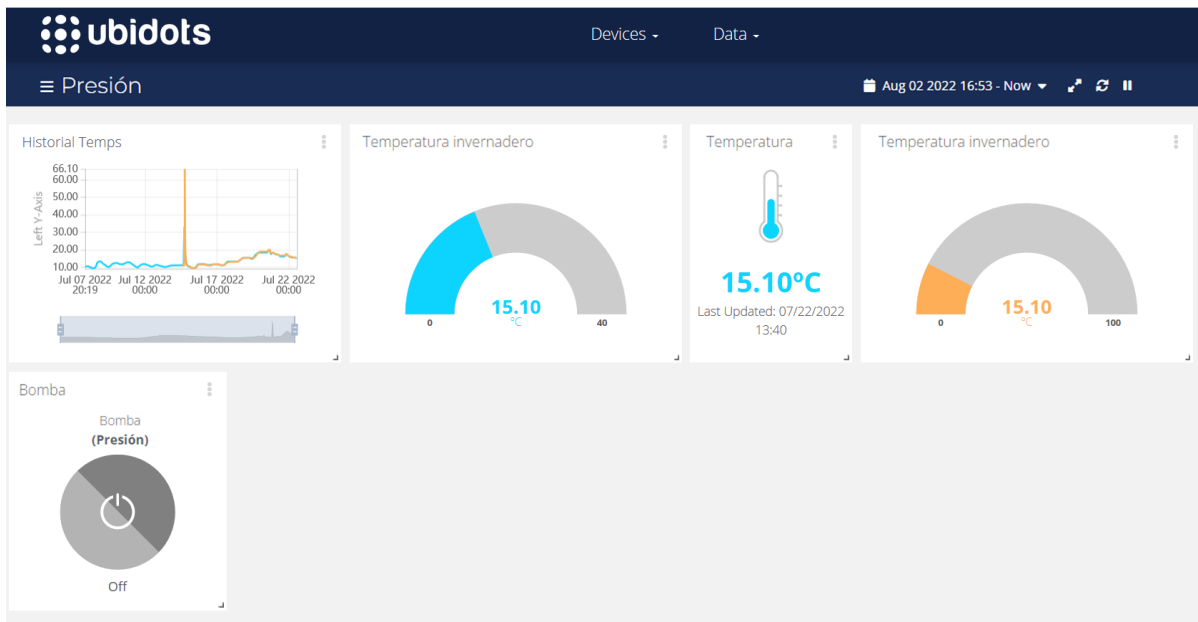 ubidots
Devices
Data
Presión
Aug 02 2022 16:53 - Now
Historial Temps
66.10
60.00
50.00
40.00
30.00
20.00
10.00
Left Y-Axis
Jul 07 2022 Jul 12 2022 Jul 17 2022 Jul 22 2022
20:19 00:00 00:00 00:00
Temperatura invernadero
15.10
°C
0 40
Temperatura
15.10°C
Last Updated: 07/22/2022
13:40
Temperatura invernadero
15.10
°C
0 100
Bomba
Bomba
(Presión)
Off